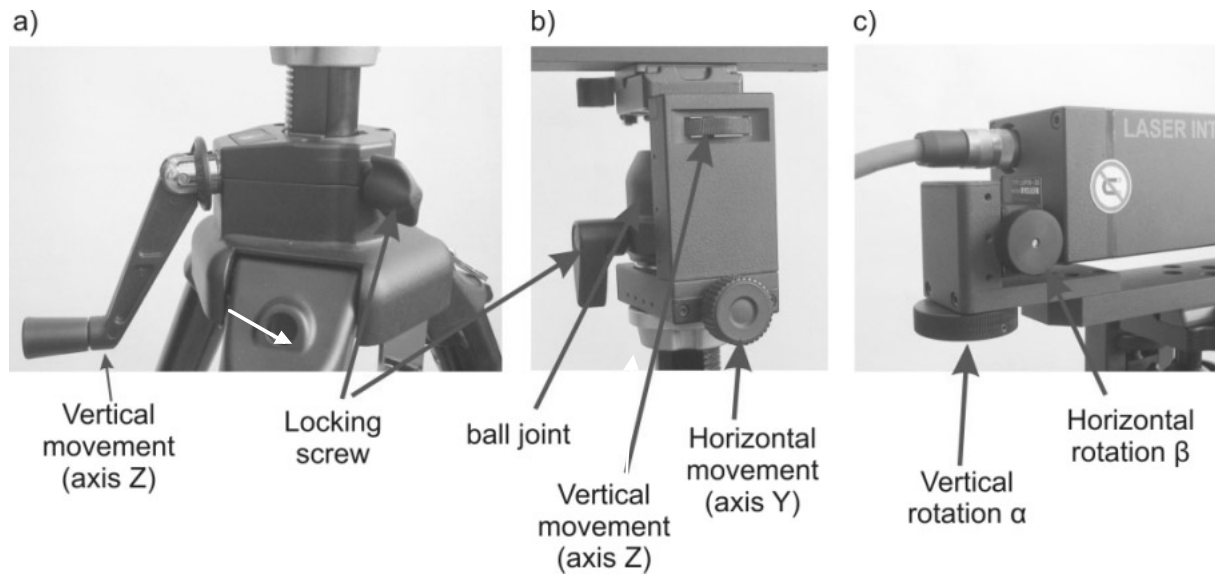 a)
b)
c)
LASER INT
Vertical
movement
(axis Z)
Locking
screw
ball joint
Vertical
movement
(axis Z)
Horizontal
movement
(axis Y)
Vertical
rotation α
Horizontal
rotation β